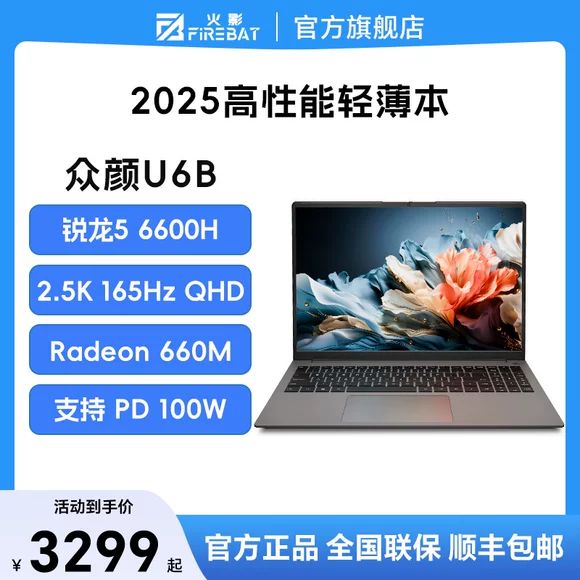 火影 FIREBAT 官方旗舰店
2025高性能轻薄本
众颜U6B
锐龙5 6600H
2.5K 165Hz QHD
Radeon 660M
支持 PD 100W
活动到手价
¥3299起
官方正品 全国联保 顺丰包邮